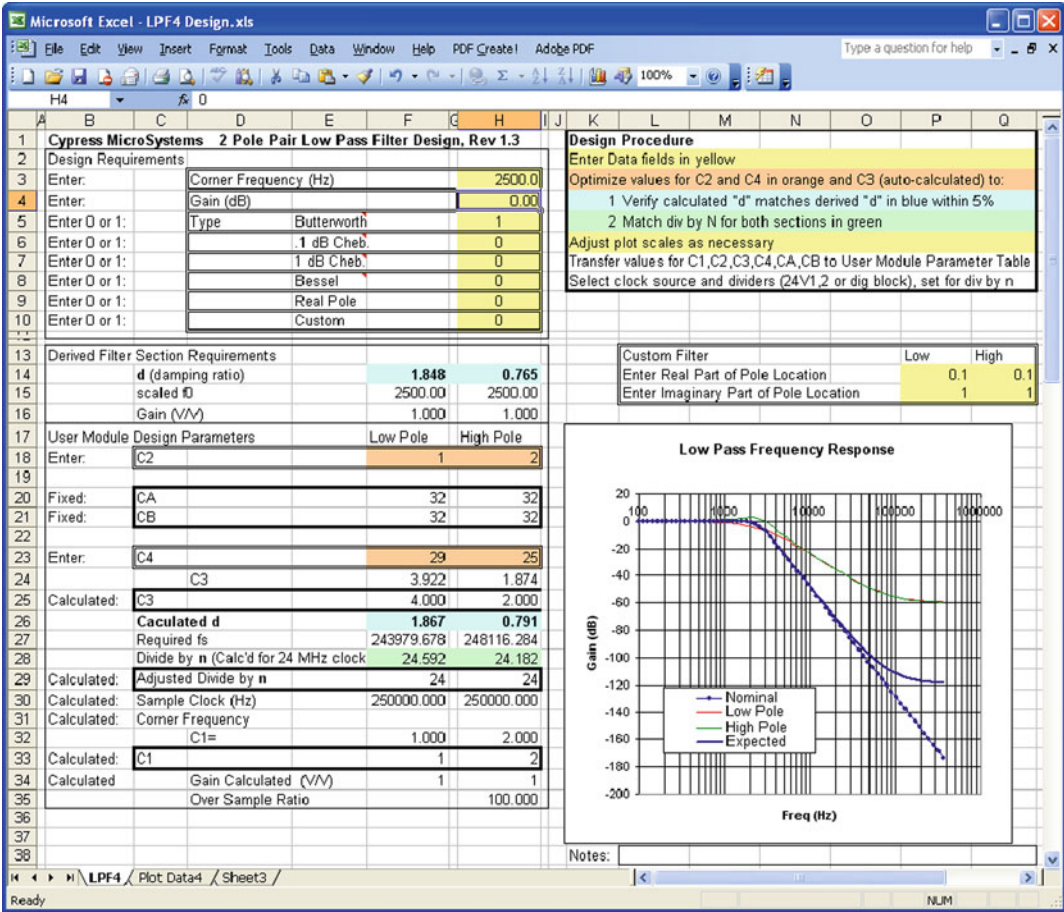 Microsoft Excel - LPF4 Design.xls
File Edit View Insert Format Tools Data Window Help PDF Create! Adobe PDF Type a question for help
100%
H4 fx 0
A B C D E F G H I J K L M N O P Q
1 Cypress MicroSystems 2 Pole Pair Low Pass Filter Design, Rev 1.3 Design Procedure
2 Design Requirements Enter Data fields in yellow
3 Enter: Corner Frequency (Hz) 2500.0 Optimize values for C2 and C4 in orange and C3 (auto-calculated) to:
4 Enter: Gain (dB) 0.00 1 Verify calculated "d" matches derived "d" in blue within 5%
5 Enter 0 or 1: Type Butterworth 1 2 Match div by N for both sections in green
6 Enter 0 or 1: .1 dB Cheb. 0 Adjust plot scales as necessary
7 Enter 0 or 1: 1 dB Cheb. 0 Transfer values for C1,C2,C3,C4,CA,CB to User Module Parameter Table
8 Enter 0 or 1: Bessel 0 Select clock source and dividers (24V1,2 or dig block), set for div by n
9 Enter 0 or 1: Real Pole 0
10 Enter 0 or 1: Custom 0
13 Derived Filter Section Requirements Custom Filter Low High
14 d (damping ratio) 1.848 0.765 Enter Real Part of Pole Location 0.1 0.1
15 scaled f0 2500.00 2500.00 Enter Imaginary Part of Pole Location 1 1
16 Gain (V/V) 1.000 1.000
17 User Module Design Parameters Low Pole High Pole
18 Enter: C2 1 2
19
20 Fixed: CA 32 32
21 Fixed: CB 32 32
22
23 Enter: C4 29 25
24 C3 3.922 1.874
25 Calculated: C3 4.000 2.000
26 Caculated d 1.867 0.791
27 Required fs 243979.678 248116.284
28 Divide by n (Calc'd for 24 MHz clock 24.592 24.182
29 Calculated: Adjusted Divide by n 24 24
30 Calculated: Sample Clock (Hz) 250000.000 250000.000
31 Calculated: Corner Frequency
32 C1= 1.000 2.000
33 Calculated: C1 1 2
34 Calculated Gain Calculated (V/V) 1 1
35 Over Sample Ratio 100.000
36
37
38 Notes:
Low Pass Frequency Response
20
100 1000 10000 100000 1000000
0
-20
-40
-60
-80
-100
-120
-140
-160
-180
-200
Gain (dB)
Nominal
Low Pole
High Pole
Expected
Freq (Hz)
LPF4 Plot Data4 Sheet3
Ready NUM